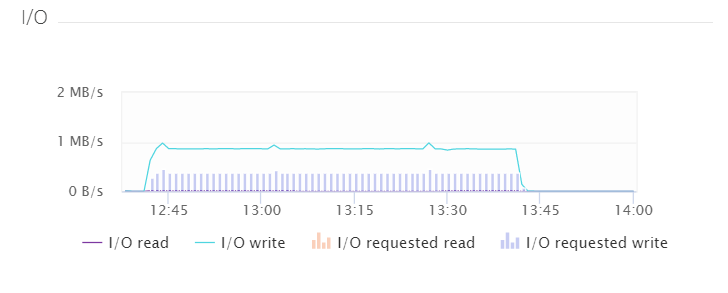 I/O
2 MB/s
1 MB/s
0 B/s
12:45 13:00 13:15 13:30 13:45 14:00
I/O read I/O write I/O requested read I/O requested write